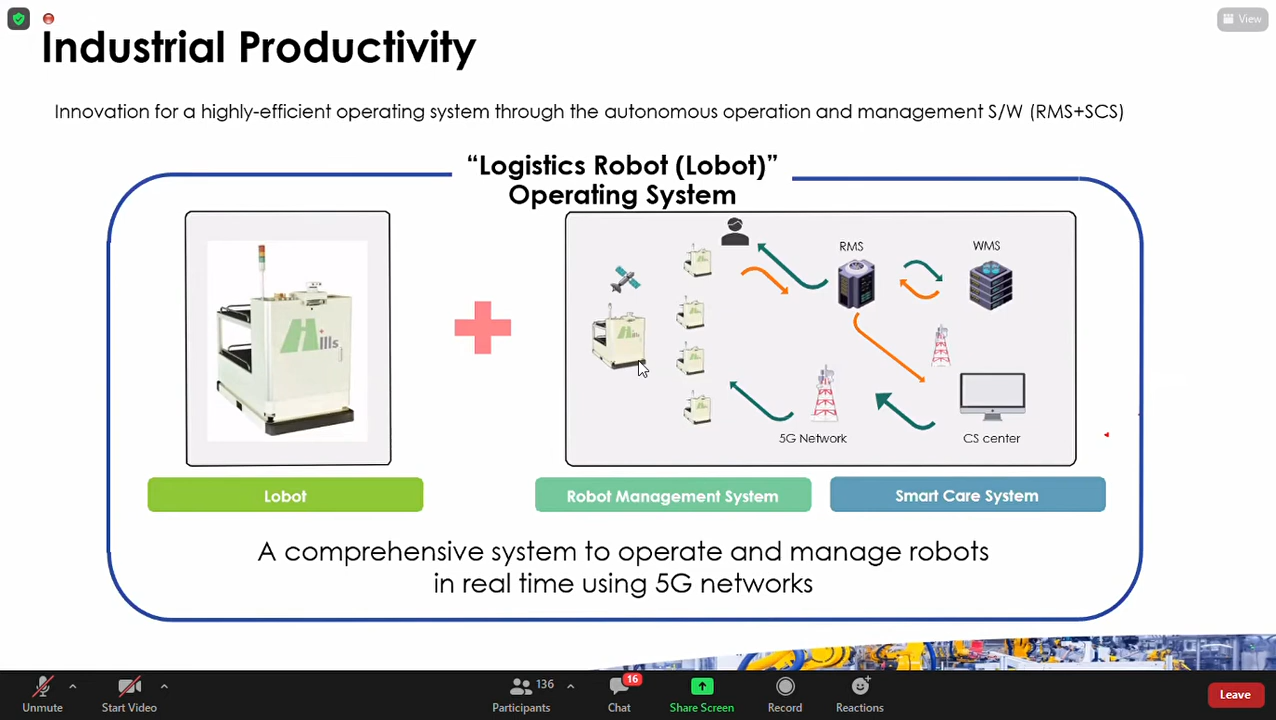 View
Industrial Productivity
Innovation for a highly-efficient operating system through the autonomous operation and management S/W (RMS+SCS)
“Logistics Robot (Lobot)”
Operating System
RMS
WMS
Hills
Hills
5G Network
CS center
Lobot
Robot Management System
Smart Care System
A comprehensive system to operate and manage robots
in real time using 5G networks
Unmute
Start Video
136
Participants
16
Chat
Share Screen
Record
Reactions
Leave